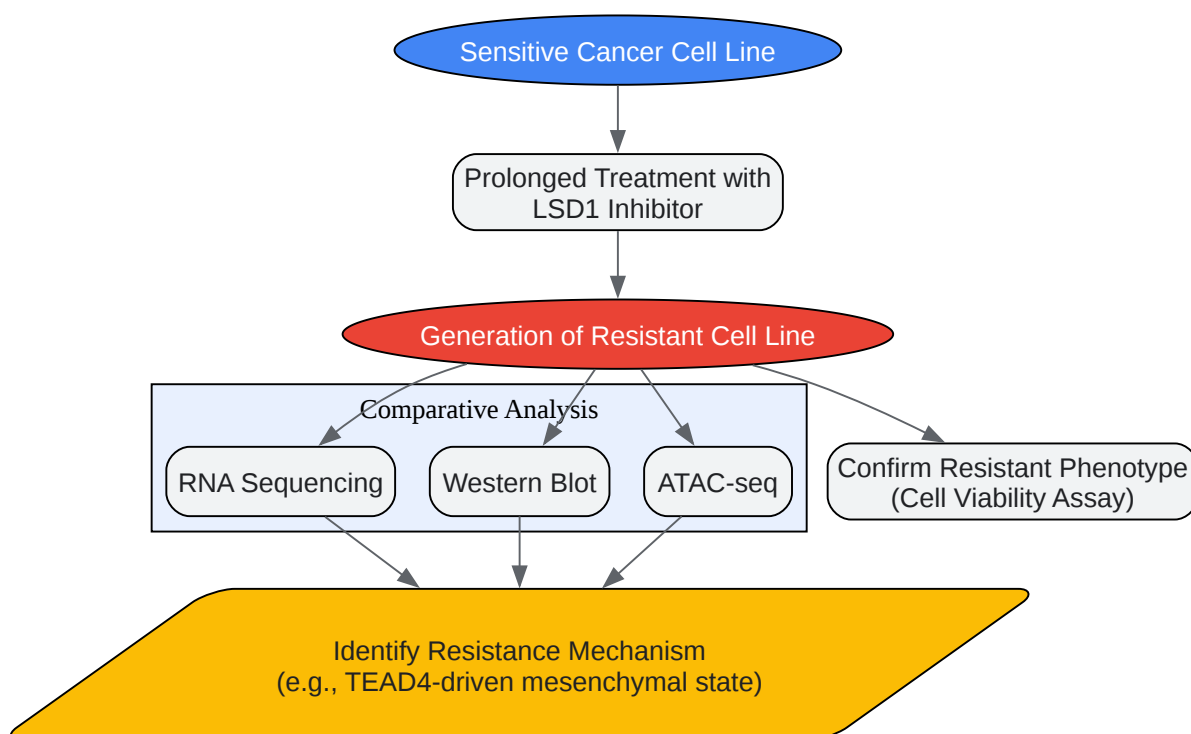 Sensitive Cancer Cell Line
Prolonged Treatment with
LSD1 Inhibitor
Generation of Resistant Cell Line
Comparative Analysis
RNA Sequencing
Western Blot
ATAC-seq
Confirm Resistant Phenotype
(Cell Viability Assay)
Identify Resistance Mechanism
(e.g., TEAD4-driven mesenchymal state)